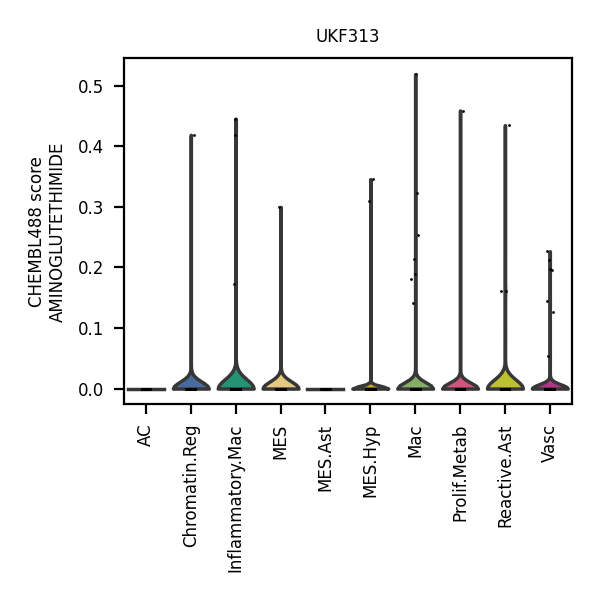 UKF313
CHEMBL488 score
AMINOGLUTETHIMIDE
0.5
0.4
0.3
0.2
0.1
0.0
AC
Chromatin.Reg
Inflammatory.Mac
MES
MES.Ast
MES.Hyp
Mac
Prolif.Metab
Reactive.Ast
Vasc